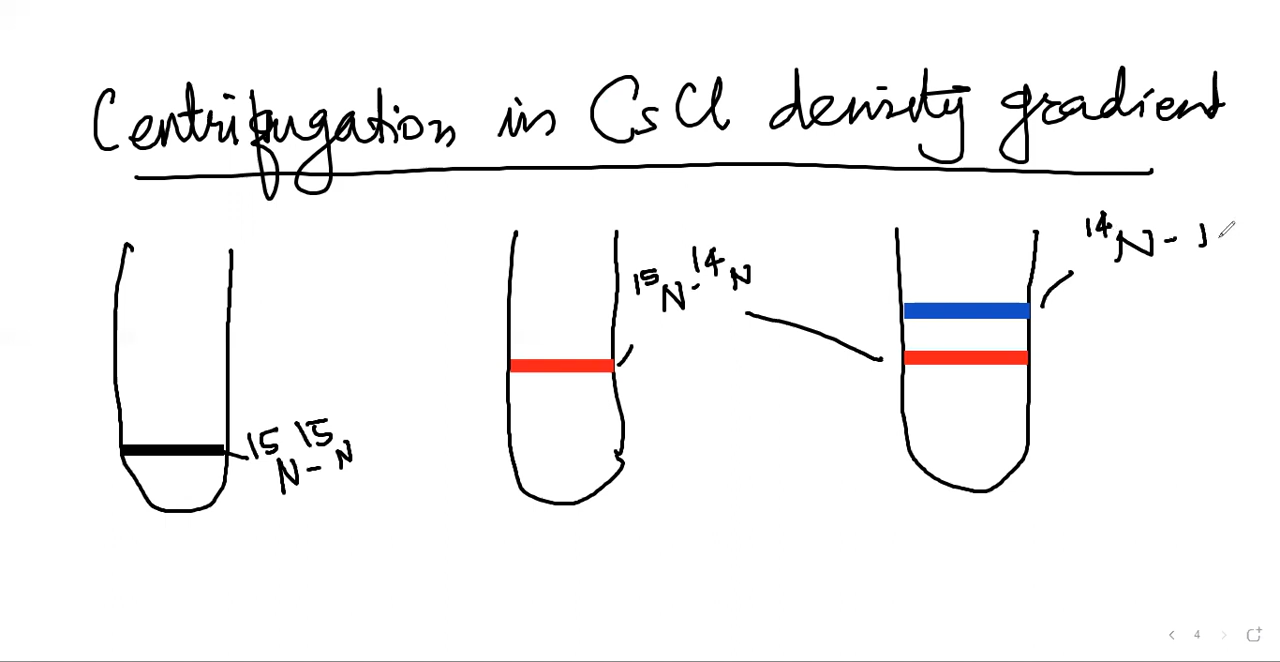 Centrifugation in CsCl density gradient
¹⁵N-¹⁵N
¹⁵N-¹⁴N
¹⁴N-1
4